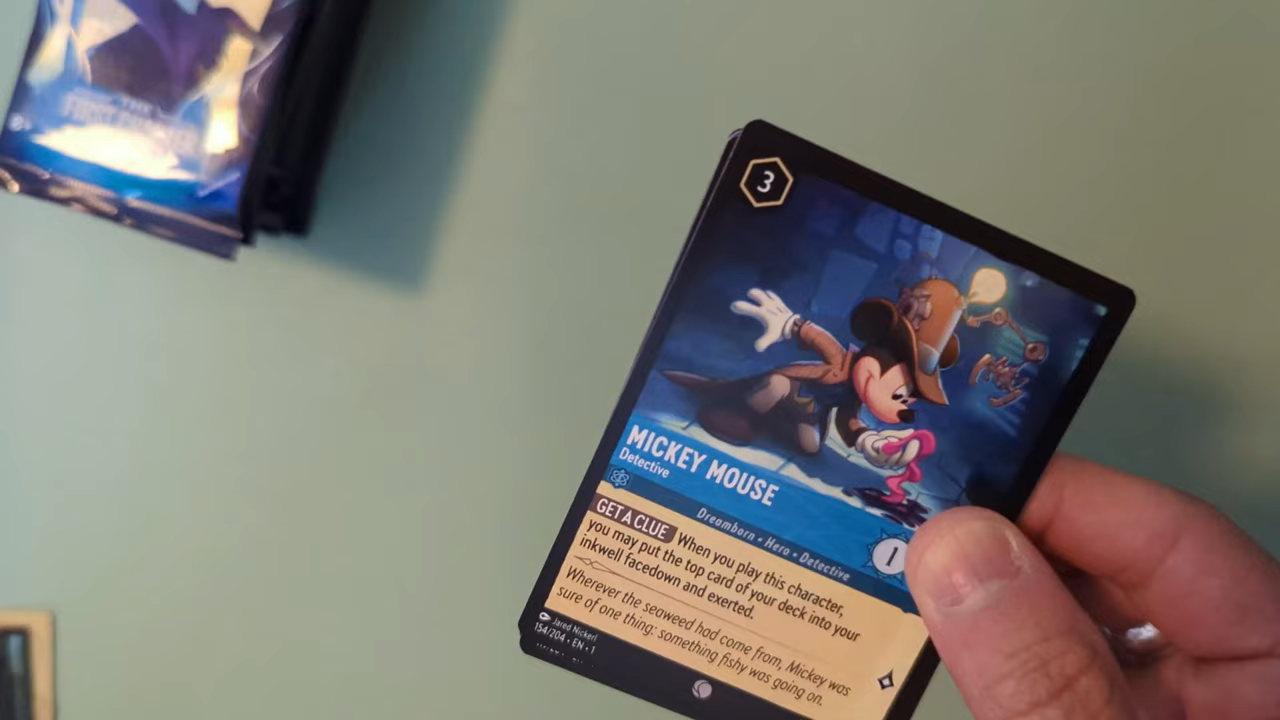 THE
3
MICKEY MOUSE
Detective
Dreamborn • Hero • Detective
1
GET A CLUE When you play this character,
you may put the top card of your deck into your
inkwell facedown and exerted.
Wherever the seaweed had come from, Mickey was
sure of one thing: something fishy was going on.
Jared Nickerl
154/204 • EN • 1